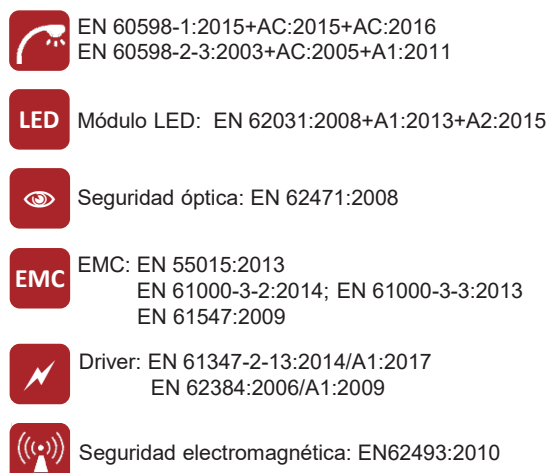 EN 60598-1:2015+AC:2015+AC:2016
EN 60598-2-3:2003+AC:2005+A1:2011
LED Módulo LED: EN 62031:2008+A1:2013+A2:2015
Seguridad óptica: EN 62471:2008
EMC EMC: EN 55015:2013
EN 61000-3-2:2014; EN 61000-3-3:2013
EN 61547:2009
Driver: EN 61347-2-13:2014/A1:2017
EN 62384:2006/A1:2009
Seguridad electromagnética: EN62493:2010